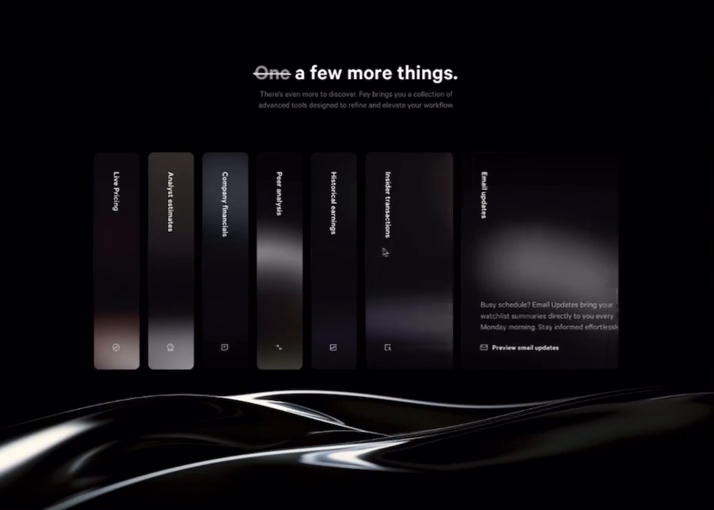 One a few more things.
There's even more to discover. Fey brings you a collection of
advanced tools designed to refine and elevate your workflow.
Live Pricing
Analyst estimates
Company financials
Peer analysis
Historical earnings
Insider transactions
Email updates
Busy schedule? Email Updates bring your
watchlist summaries directly to you every
Monday morning. Stay informed effortlessly
Preview email updates